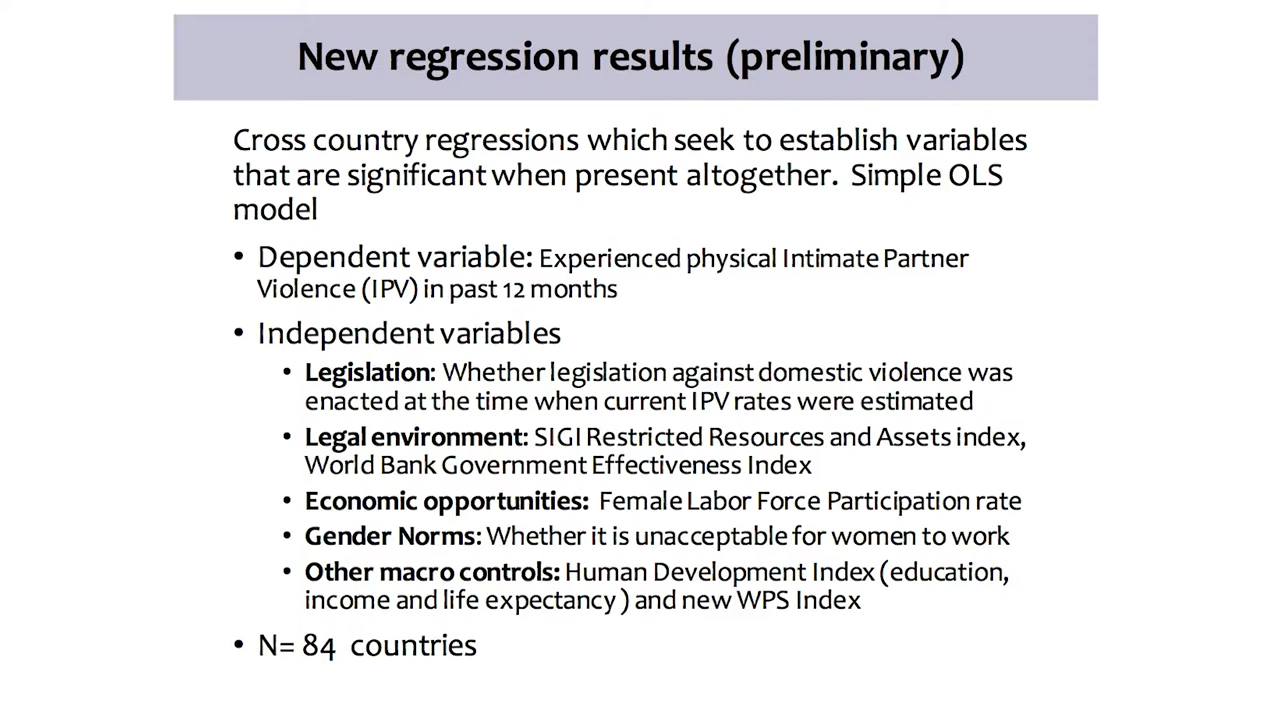 New regression results (preliminary)
Cross country regressions which seek to establish variables
that are significant when present altogether. Simple OLS
model
• Dependent variable: Experienced physical Intimate Partner
Violence (IPV) in past 12 months
• Independent variables
• Legislation: Whether legislation against domestic violence was
enacted at the time when current IPV rates were estimated
• Legal environment: SIGI Restricted Resources and Assets index,
World Bank Government Effectiveness Index
• Economic opportunities: Female Labor Force Participation rate
• Gender Norms: Whether it is unacceptable for women to work
• Other macro controls: Human Development Index (education,
income and life expectancy ) and new WPS Index
• N= 84 countries